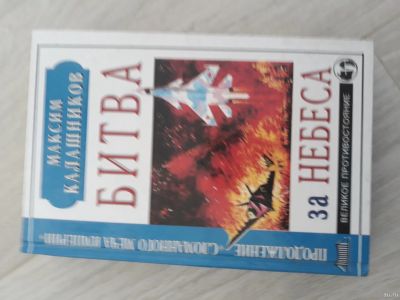 МАКСИМ
КАЛАШНИКОВ
БИТВА
за НЕБЕСА
ВЕЛИКОЕ ПРОТИВОСТОЯНИЕ
ПРОДОЛЖЕНИЕ «СЛОМАННОГО МЕЧА ИМПЕРИИ»